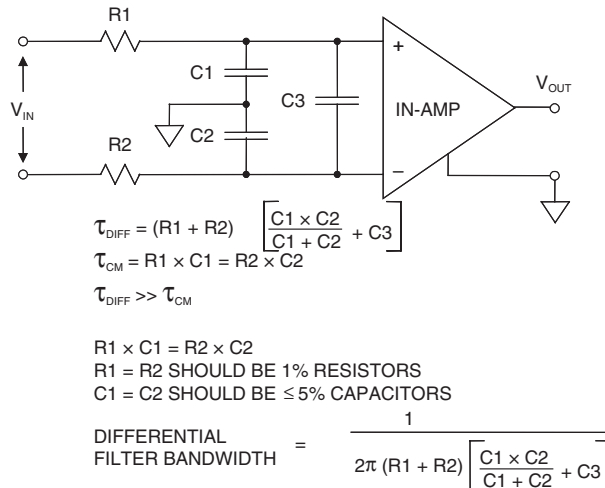 R1
C1
C3
C2
R2
V_IN
+
−
IN-AMP
V_OUT
τ_DIFF = (R1 + R2) [C1 × C2 / C1 + C2 + C3]
τ_CM = R1 × C1 = R2 × C2
τ_DIFF >> τ_CM
R1 × C1 = R2 × C2
R1 = R2 SHOULD BE 1% RESISTORS
C1 = C2 SHOULD BE ≤ 5% CAPACITORS
DIFFERENTIAL
FILTER BANDWIDTH = 1 / 2π (R1 + R2) [C1 × C2 / C1 + C2 + C3]